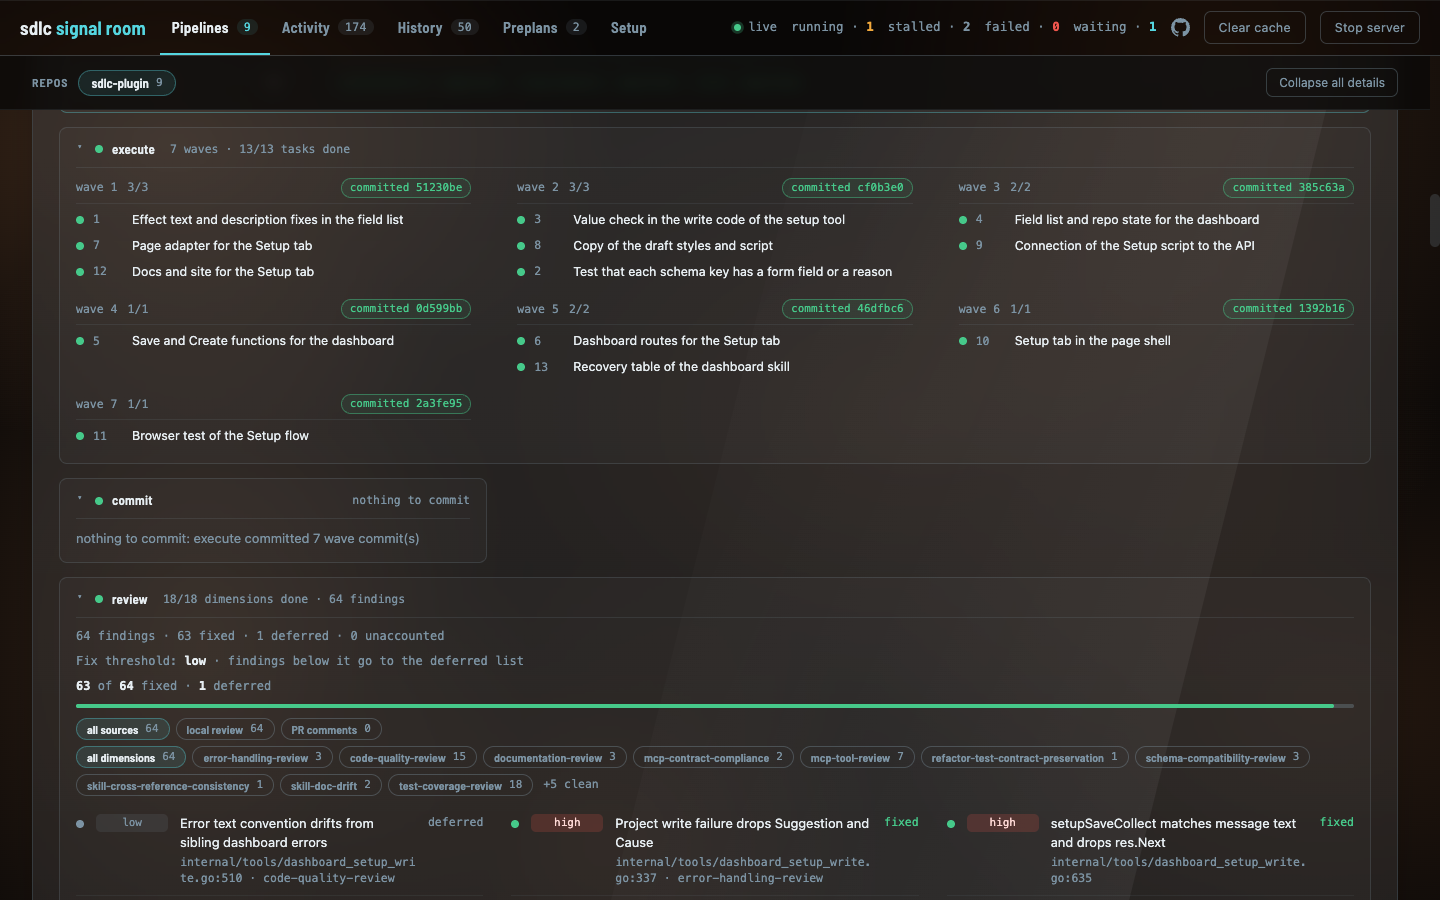 sdlc signal room Pipelines 9 Activity 174 History 50 Preplans 2 Setup live running · 1 stalled · 2 failed · 0 waiting · 1 Clear cache Stop server
REPOS sdlc-plugin 9 Collapse all details
execute 7 waves · 13/13 tasks done
wave 1 3/3 committed 51230be
1 Effect text and description fixes in the field list
7 Page adapter for the Setup tab
12 Docs and site for the Setup tab
wave 2 3/3 committed cf0b3e0
3 Value check in the write code of the setup tool
8 Copy of the draft styles and script
2 Test that each schema key has a form field or a reason
wave 3 2/2 committed 385c63a
4 Field list and repo state for the dashboard
9 Connection of the Setup script to the API
wave 4 1/1 committed 0d599bb
5 Save and Create functions for the dashboard
wave 5 2/2 committed 46dfbc6
6 Dashboard routes for the Setup tab
13 Recovery table of the dashboard skill
wave 6 1/1 committed 1392b16
10 Setup tab in the page shell
wave 7 1/1 committed 2a3fe95
11 Browser test of the Setup flow
commit nothing to commit
nothing to commit: execute committed 7 wave commit(s)
review 18/18 dimensions done · 64 findings
64 findings · 63 fixed · 1 deferred · 0 unaccounted
Fix threshold: low · findings below it go to the deferred list
63 of 64 fixed · 1 deferred
all sources 64 local review 64 PR comments 0
all dimensions 64 error-handling-review 3 code-quality-review 15 documentation-review 3 mcp-contract-compliance 2 mcp-tool-review 7 refactor-test-contract-preservation 1 schema-compatibility-review 3
skill-cross-reference-consistency 1 skill-doc-drift 2 test-coverage-review 18 +5 clean
low Error text convention drifts from deferred
sibling dashboard errors
internal/tools/dashboard_setup_wri
te.go:510 · code-quality-review
high Project write failure drops Suggestion and fixed
Cause
internal/tools/dashboard_setup_write.
go:337 · error-handling-review
high setupSaveCollect matches message text fixed
and drops res.Next
internal/tools/dashboard_setup_write.
go:635